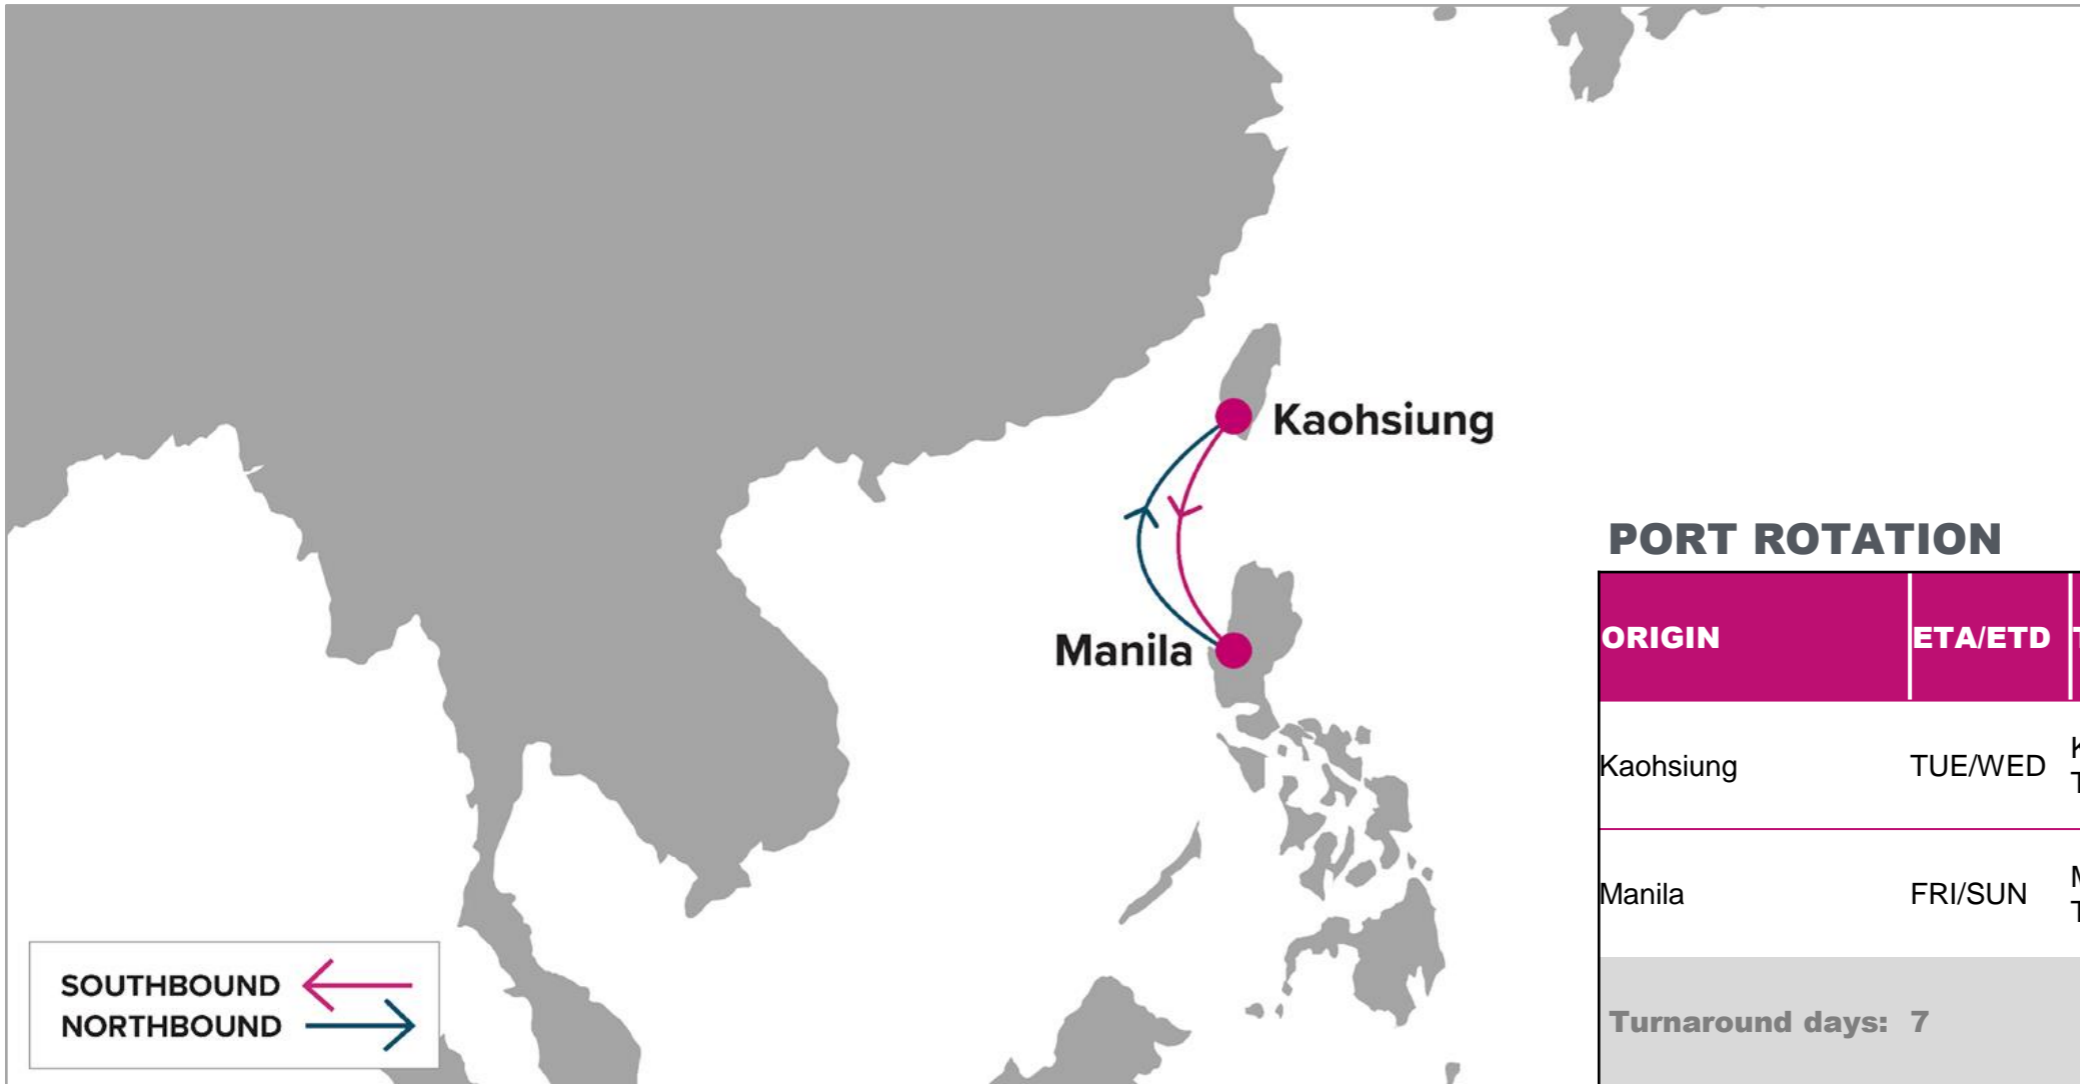 Kaohsiung
Manila
SOUTHBOUND
NORTHBOUND
PORT ROTATION
ORIGIN ETA/ETD
Kaohsiung TUE/WED
Manila FRI/SUN
Turnaround days: 7